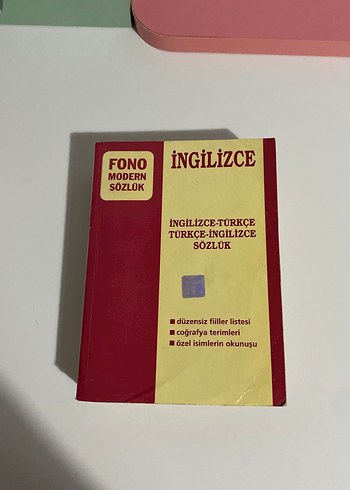 FONO
MODERN
SÖZLÜK
İNGİLİZCE
İNGİLİZCE-TÜRKÇE
TÜRKÇE-İNGİLİZCE
SÖZLÜK
düzensiz fiiller listesi
coğrafya terimleri
özel isimlerin okunuşu